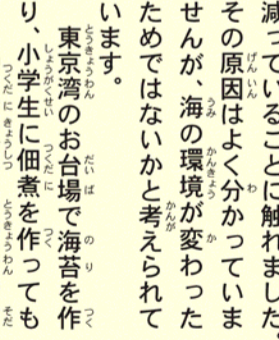 減っていることに触れました。
その原因はよく分かっていま
せんが、海の環境が変わった
ためではないかと考えられて
います。
東京湾のお台場で海苔を作
り、小学生に佃煮を作っても